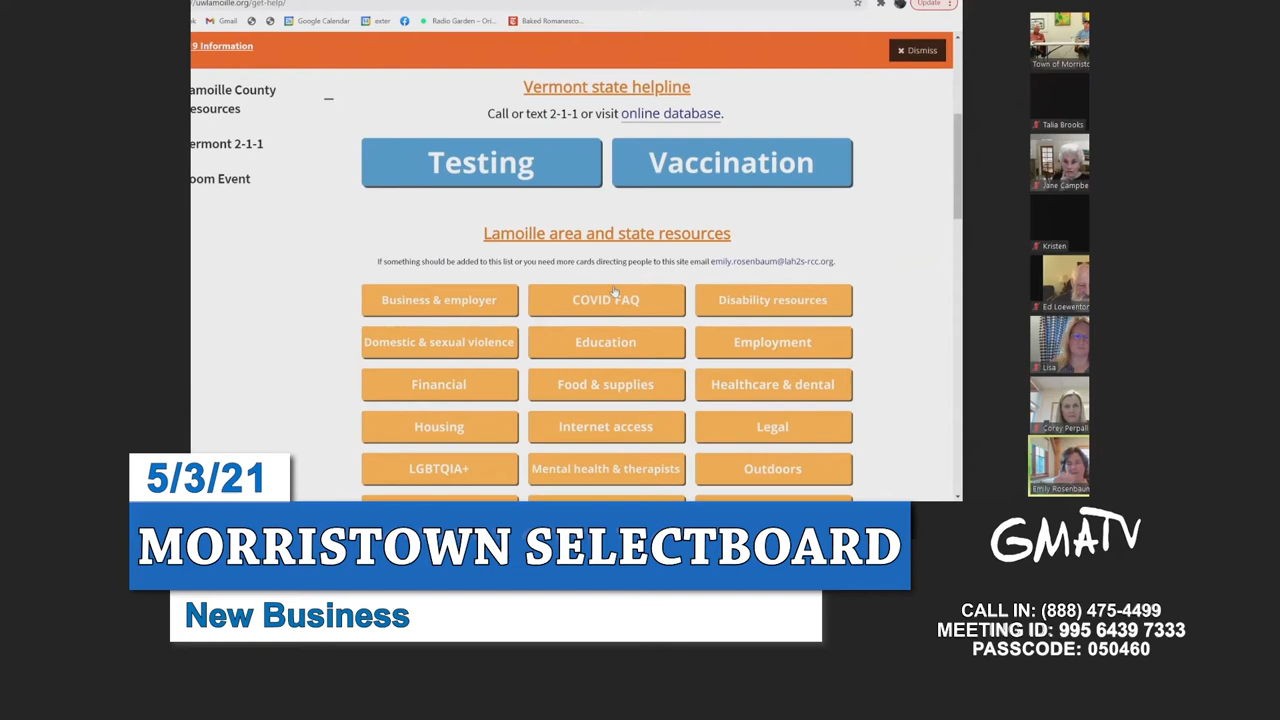 /uwlamoille.org/get-help/
Update
Gmail
Google Calendar
exter
Radio Garden – Ori...
Baked Romanesco...
9 Information
× Dismiss
amoille County
esources
ermont 2-1-1
oom Event
Vermont state helpline
Call or text 2-1-1 or visit online database.
Testing
Vaccination
Lamoille area and state resources
If something should be added to this list or you need more cards directing people to this site email emily.rosenbaum@lah2s-rcc.org.
Business & employer
COVID FAQ
Disability resources
Domestic & sexual violence
Education
Employment
Financial
Food & supplies
Healthcare & dental
Housing
Internet access
Legal
LGBTQIA+
Mental health & therapists
Outdoors
Town of Morristo
Talia Brooks
Jane Campbe
Kristen
Ed Loewenton
Lisa
Corey Perpall
Emily Rosenbaum
5/3/21
MORRISTOWN SELECTBOARD
New Business
GMATV
CALL IN: (888) 475-4499
MEETING ID: 995 6439 7333
PASSCODE: 050460